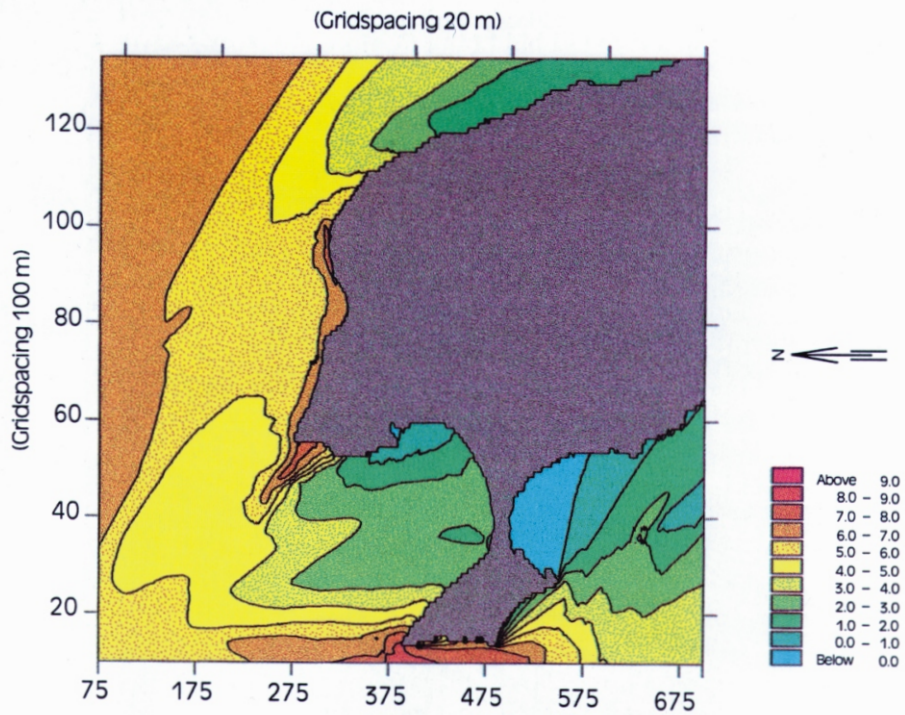 (Gridspacing 20 m)
120
100
80
60
40
20
(Gridspacing 100 m)
75 175 275 375 475 575 675
N
Above 9.0
8.0 - 9.0
7.0 - 8.0
6.0 - 7.0
5.0 - 6.0
4.0 - 5.0
3.0 - 4.0
2.0 - 3.0
1.0 - 2.0
0.0 - 1.0
Below 0.0